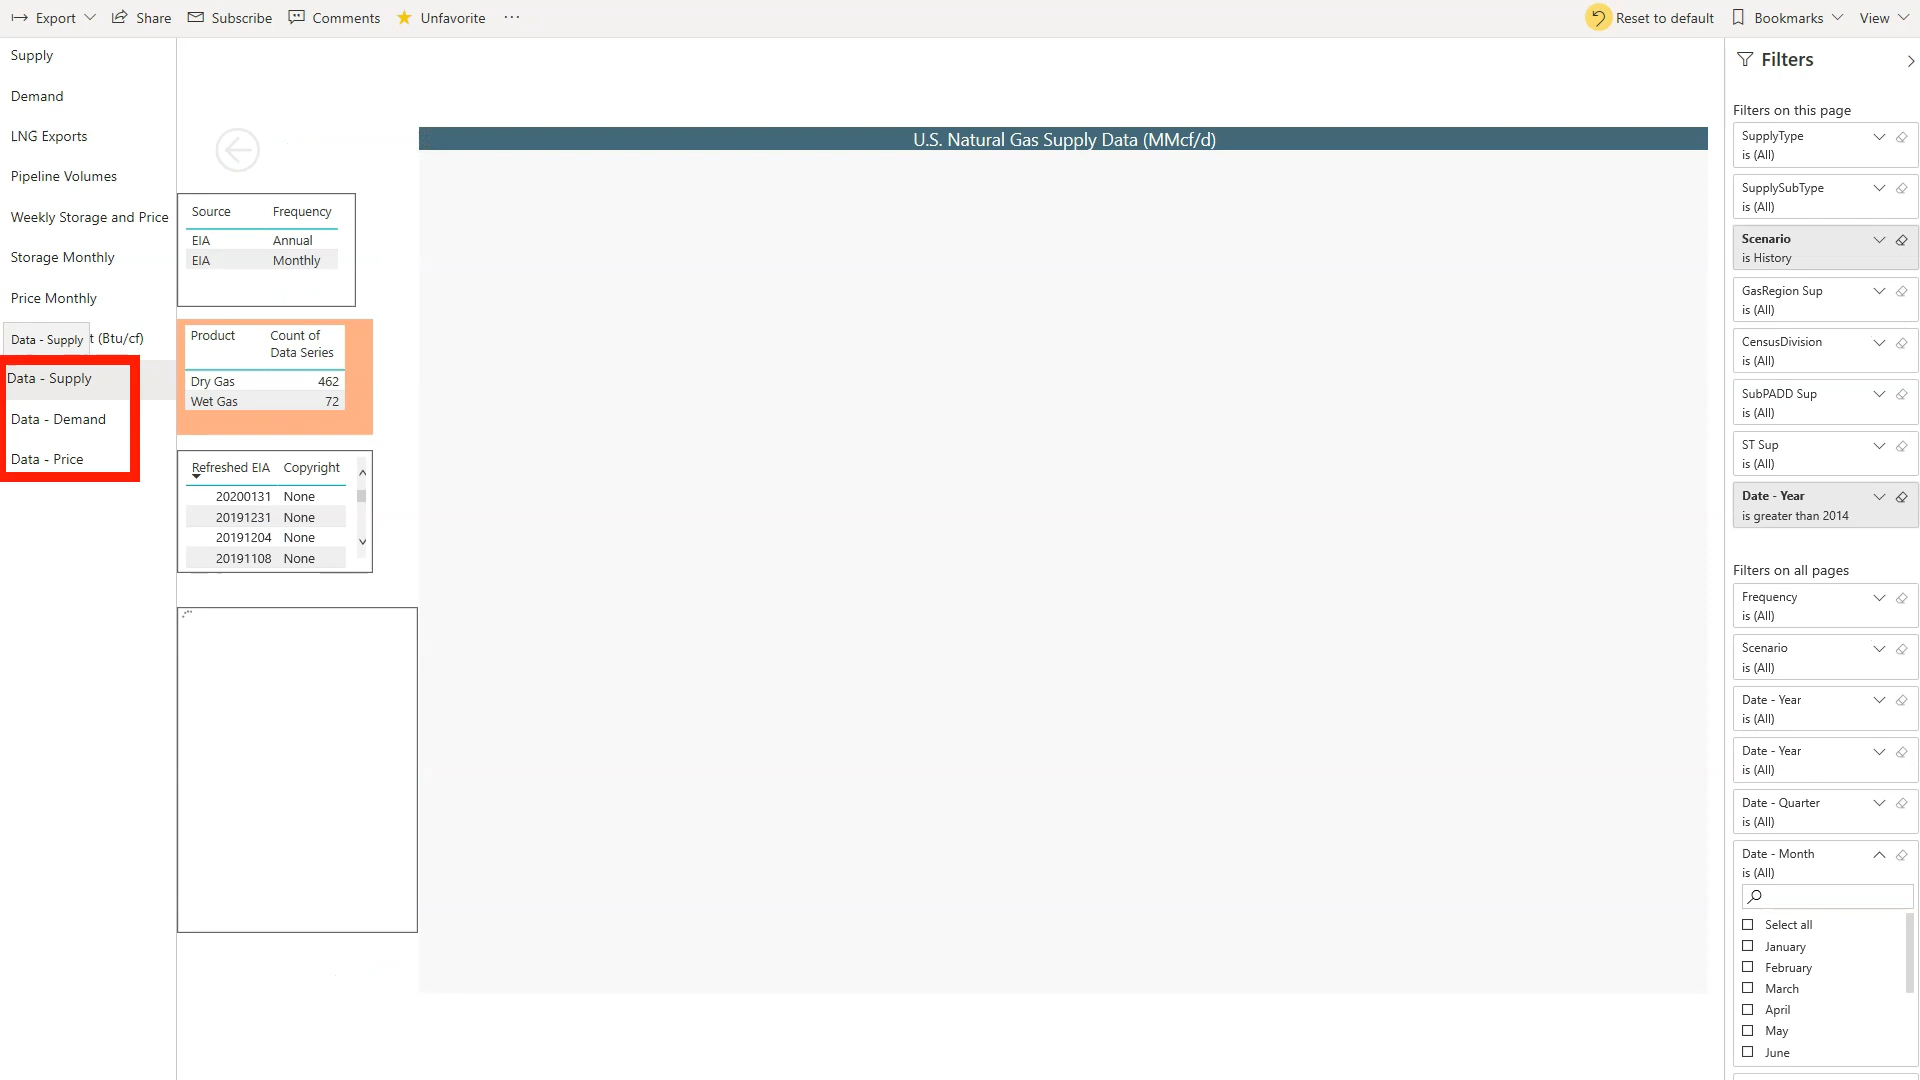 Export
Share
Subscribe
Comments
Unfavorite
Reset to default
Bookmarks
View
Supply
Demand
LNG Exports
Pipeline Volumes
Weekly Storage and Price
Storage Monthly
Price Monthly
Data - Supply
t (Btu/cf)
Data - Supply
Data - Demand
Data - Price
Source Frequency
EIA Annual
EIA Monthly
Product Count of
Data Series
Dry Gas 462
Wet Gas 72
Refreshed EIA Copyright
20200131 None
20191231 None
20191204 None
20191108 None
U.S. Natural Gas Supply Data (MMcf/d)
Filters
Filters on this page
SupplyType
is (All)
SupplySubType
is (All)
Scenario
is History
GasRegion Sup
is (All)
CensusDivision
is (All)
SubPADD Sup
is (All)
ST Sup
is (All)
Date - Year
is greater than 2014
Filters on all pages
Frequency
is (All)
Scenario
is (All)
Date - Year
is (All)
Date - Year
is (All)
Date - Quarter
is (All)
Date - Month
is (All)
Select all
January
February
March
April
May
June